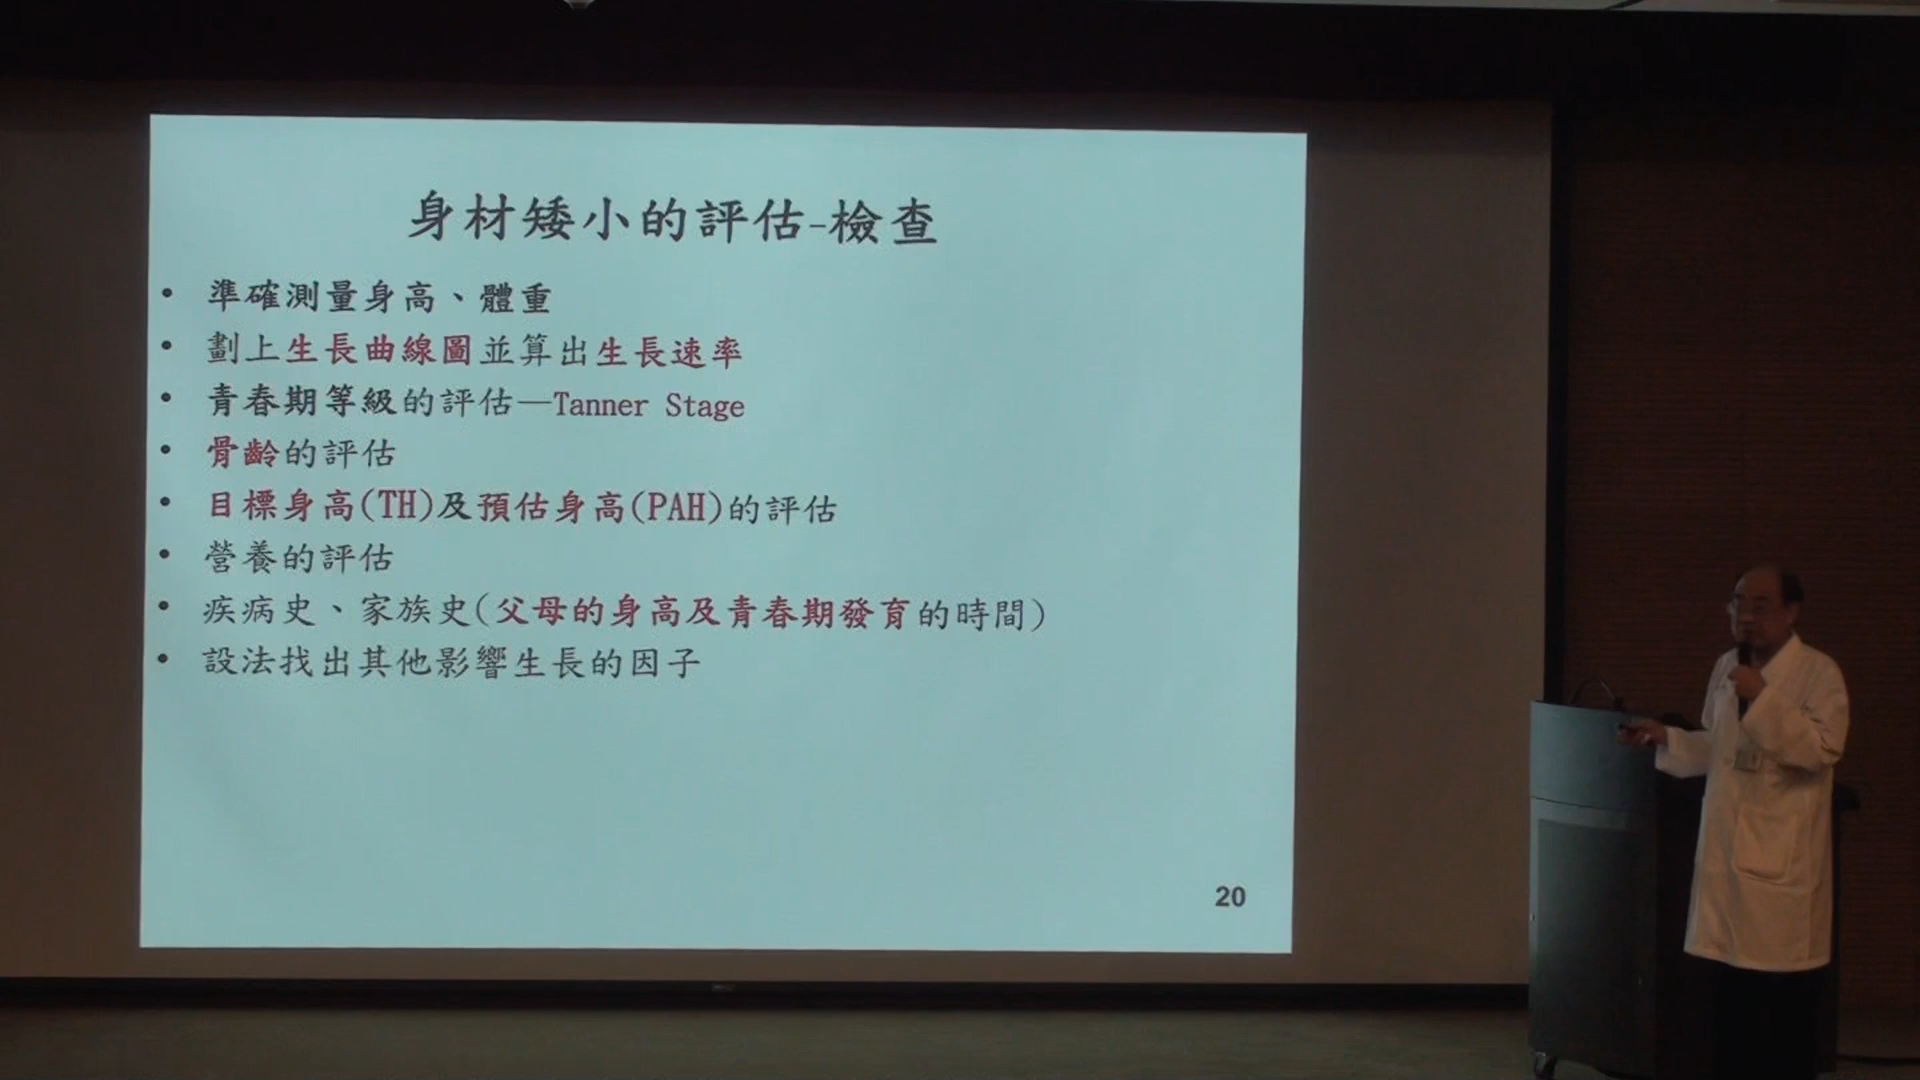 身材矮小的評估-檢查
• 準確測量身高、體重
• 劃上生長曲線圖並算出生長速率
• 青春期等級的評估—Tanner Stage
• 骨齡的評估
• 目標身高(TH)及預估身高(PAH)的評估
• 營養的評估
• 疾病史、家族史(父母的身高及青春期發育的時間)
• 設法找出其他影響生長的因子
20